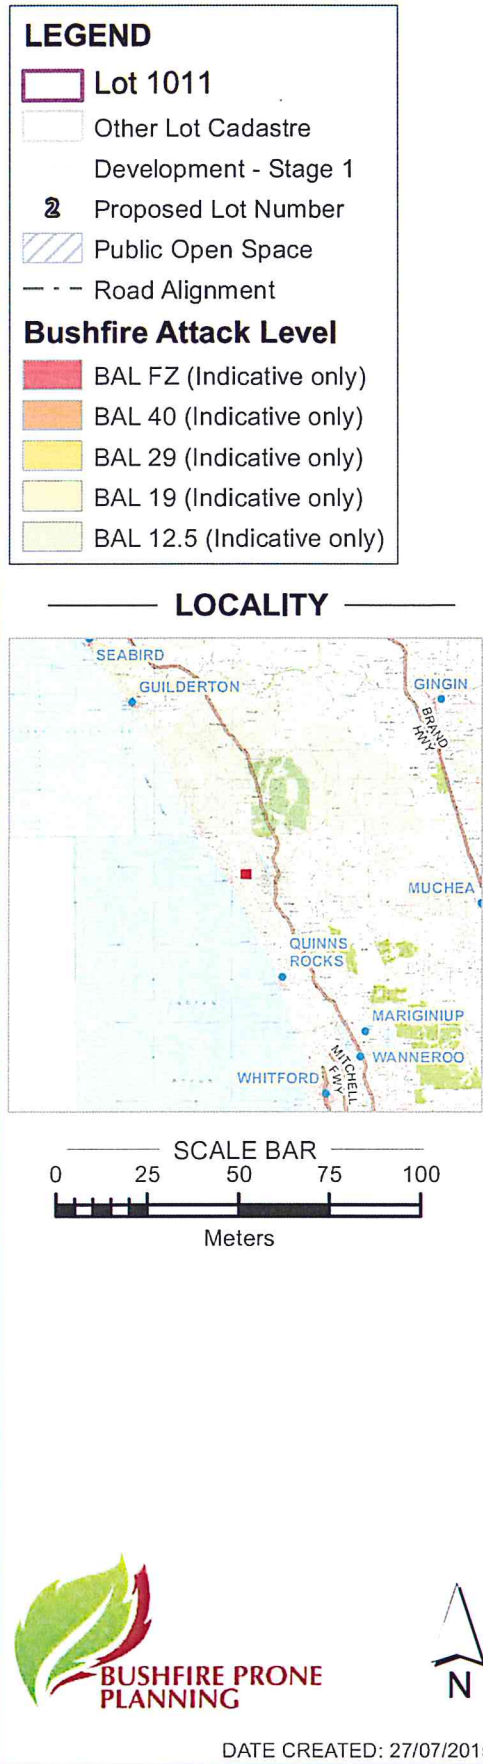 LEGEND
Lot 1011
Other Lot Cadastre
Development - Stage 1
2 Proposed Lot Number
Public Open Space
Road Alignment
Bushfire Attack Level
BAL FZ (Indicative only)
BAL 40 (Indicative only)
BAL 29 (Indicative only)
BAL 19 (Indicative only)
BAL 12.5 (Indicative only)
LOCALITY
SEABIRD
GUILDERTON
GINGIN
BRAND
HWY
MUCHEA
QUINNS
ROCKS
MARIGINIUP
WANNEROO
MITCHELL
FWY
WHITFORD
SCALE BAR
0 25 50 75 100
Meters
BUSHFIRE PRONE
PLANNING
N
DATE CREATED: 27/07/201